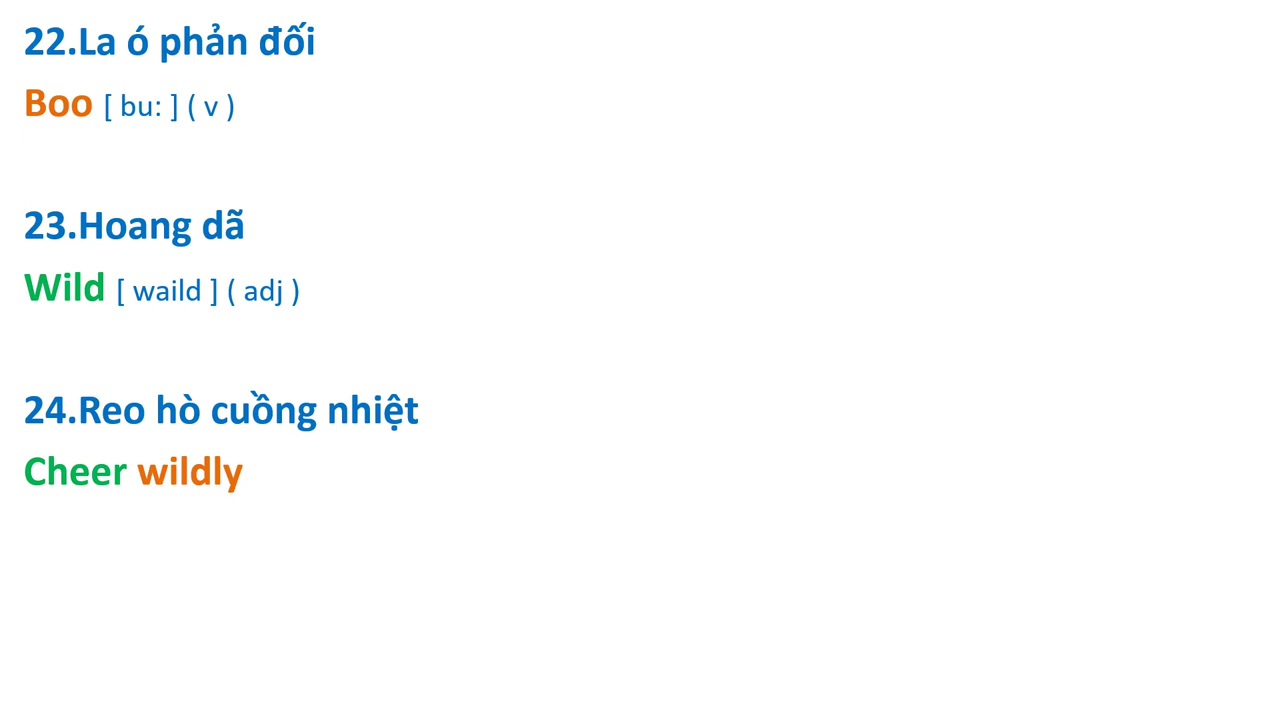 22.La ó phản đối
Boo [ bu: ] ( v )
23.Hoang dã
Wild [ waild ] ( adj )
24.Reo hò cuồng nhiệt
Cheer wildly